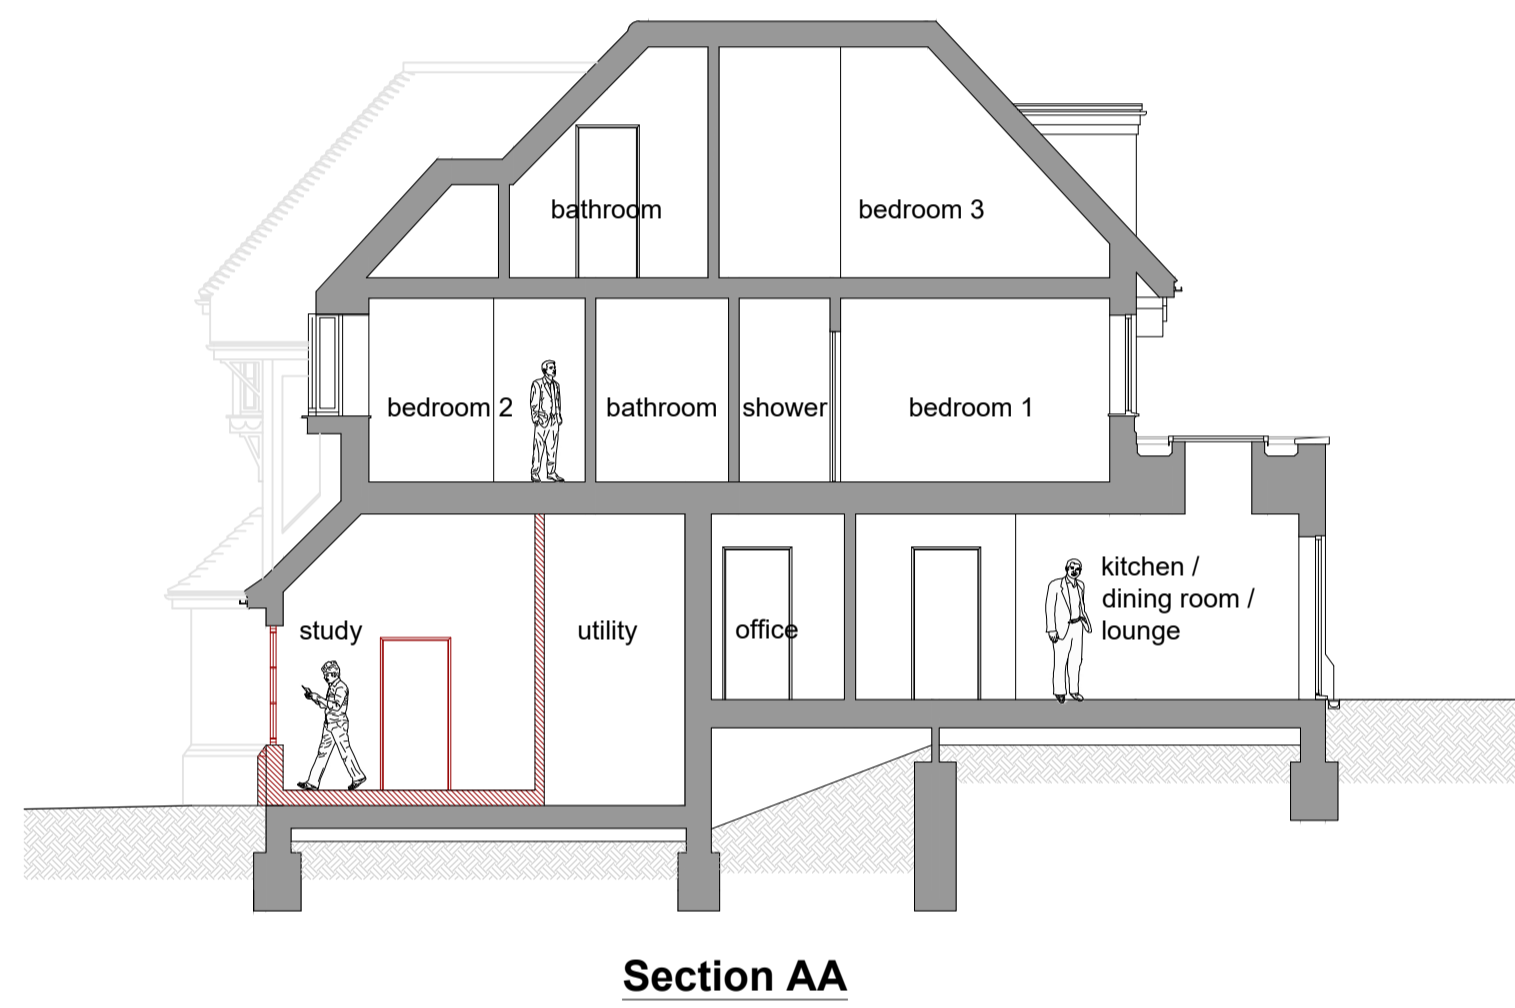 bathroom
bedroom 3
bedroom 2
bathroom
shower
bedroom 1
kitchen /
dining room /
lounge
study
utility
office
Section AA